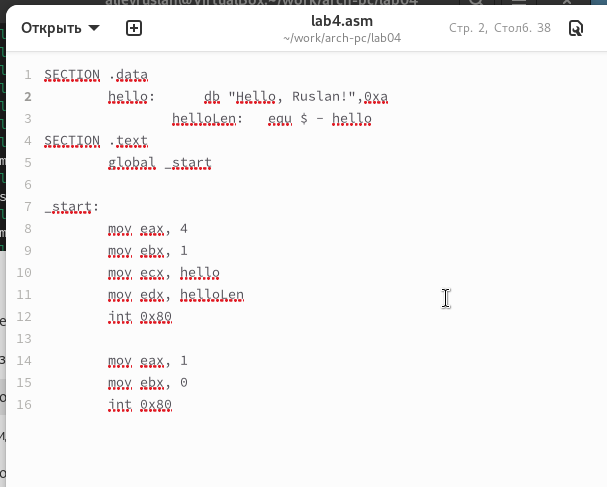 Открыть
lab4.asm
~/work/arch-pc/lab04
Стр. 2, Столб. 38
1 SECTION .data
2 hello: db "Hello, Ruslan!",0xa
3 helloLen: equ $ - hello
4 SECTION .text
5 global _start
6
7 _start:
8 mov eax, 4
9 mov ebx, 1
10 mov ecx, hello
11 mov edx, helloLen
12 int 0x80
13
14 mov eax, 1
15 mov ebx, 0
16 int 0x80